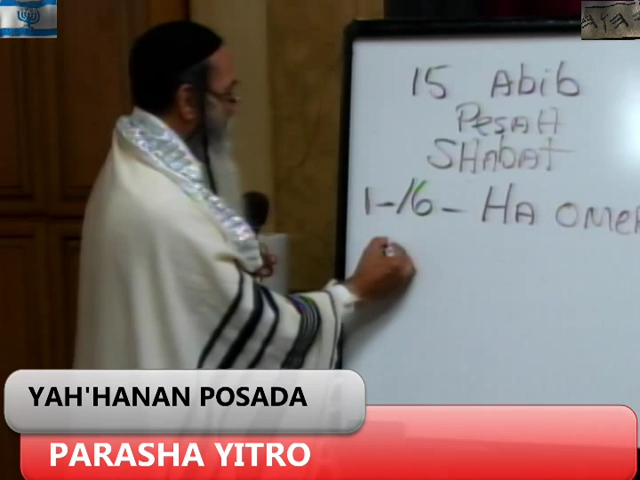 15 Abib
PeSAH
SHabat
1-16 - HA OMER
YAH'HANAN POSADA
PARASHA YITRO